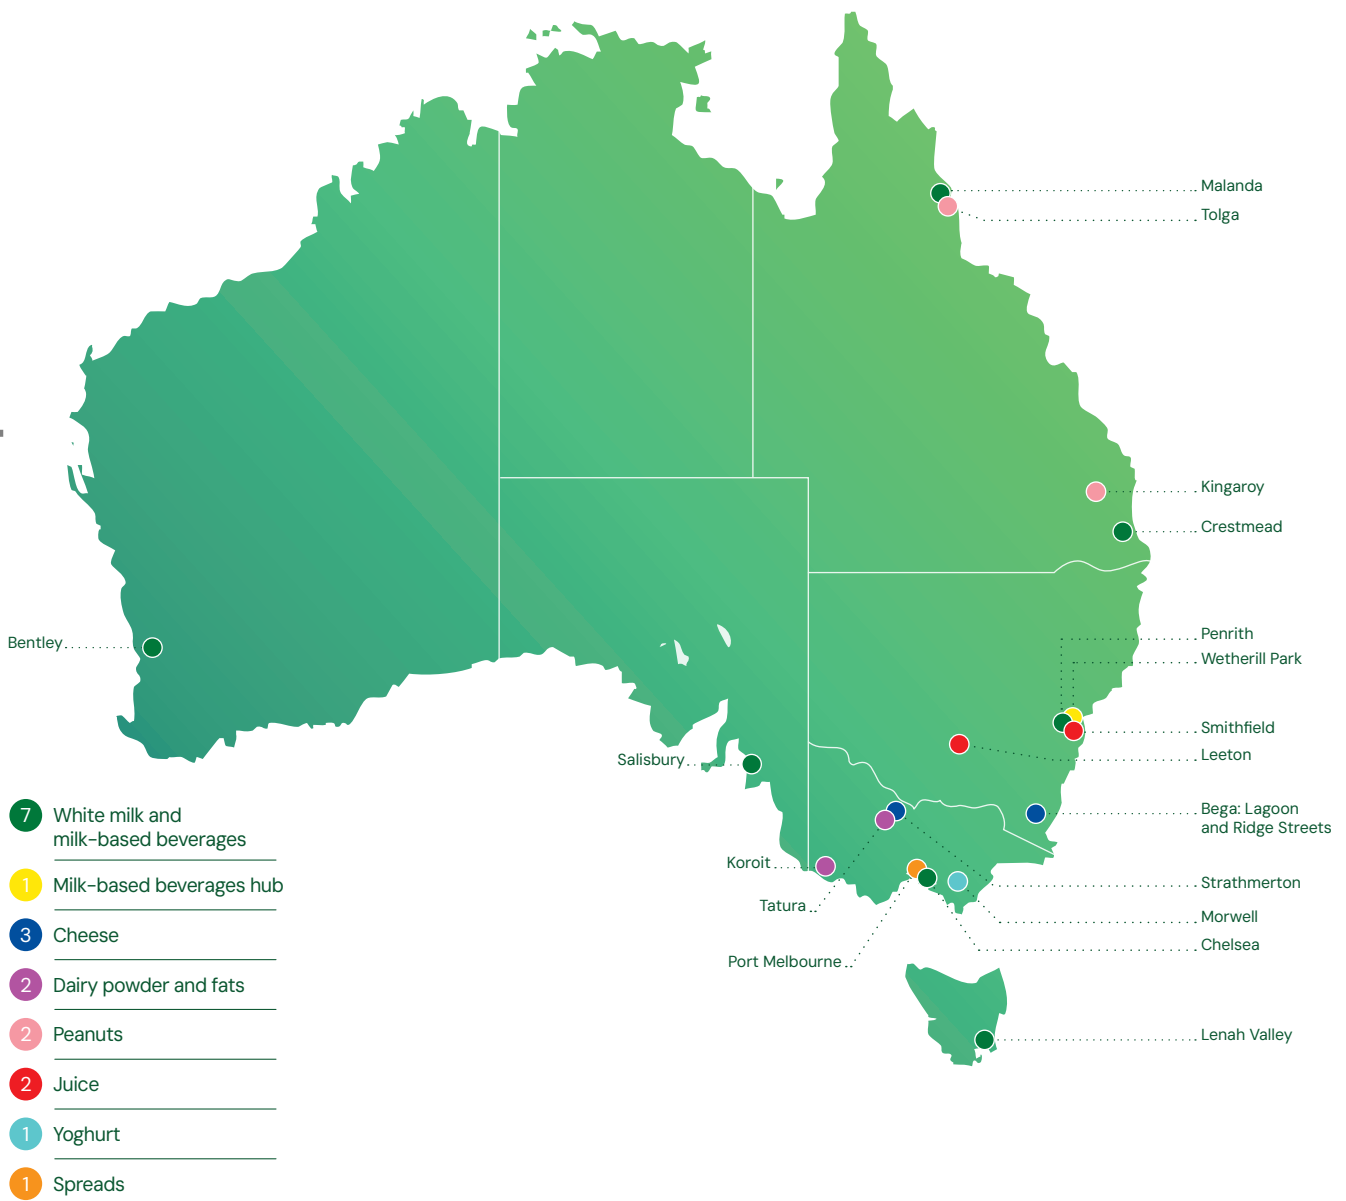 Malanda
Tolga
Kingaroy
Crestmead
Bentley
Penrith
Wetherill Park
Smithfield
Salisbury
Leeton
Bega: Lagoon
and Ridge Streets
Koroit
Strathmerton
Tatura
Morwell
Chelsea
Port Melbourne
Lenah Valley
7 White milk and
milk-based beverages
1 Milk-based beverages hub
3 Cheese
2 Dairy powder and fats
2 Peanuts
2 Juice
1 Yoghurt
1 Spreads